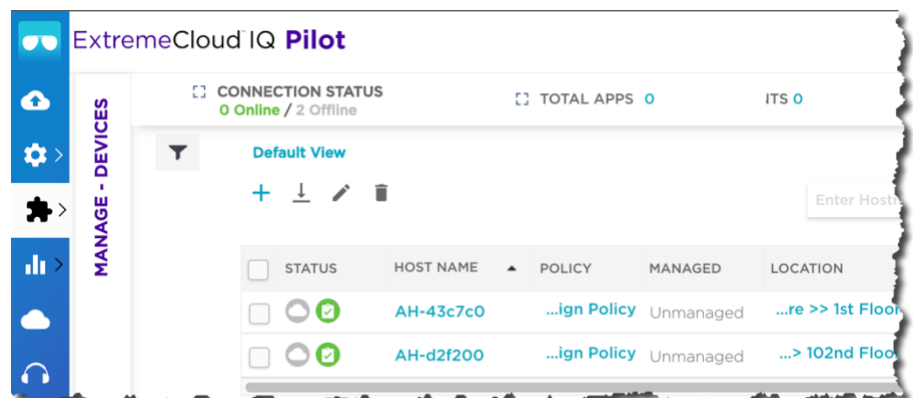 ExtremeCloud IQ Pilot
MANAGE - DEVICES
CONNECTION STATUS
0 Online / 2 Offline
TOTAL APPS 0
ITS 0
Default View
Enter Host
STATUS HOST NAME POLICY MANAGED LOCATION
AH-43c7c0 ...ign Policy Unmanaged ...re >> 1st Floor
AH-d2f200 ...ign Policy Unmanaged ...> 102nd Floo